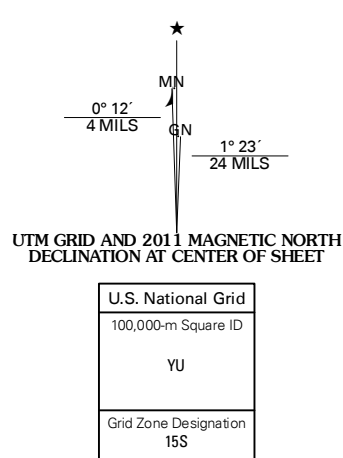 ★
MN
0° 12´
4 MILS
GN
1° 23´
24 MILS
UTM GRID AND 2011 MAGNETIC NORTH
DECLINATION AT CENTER OF SHEET
U.S. National Grid
100,000-m Square ID
YU
Grid Zone Designation
15S